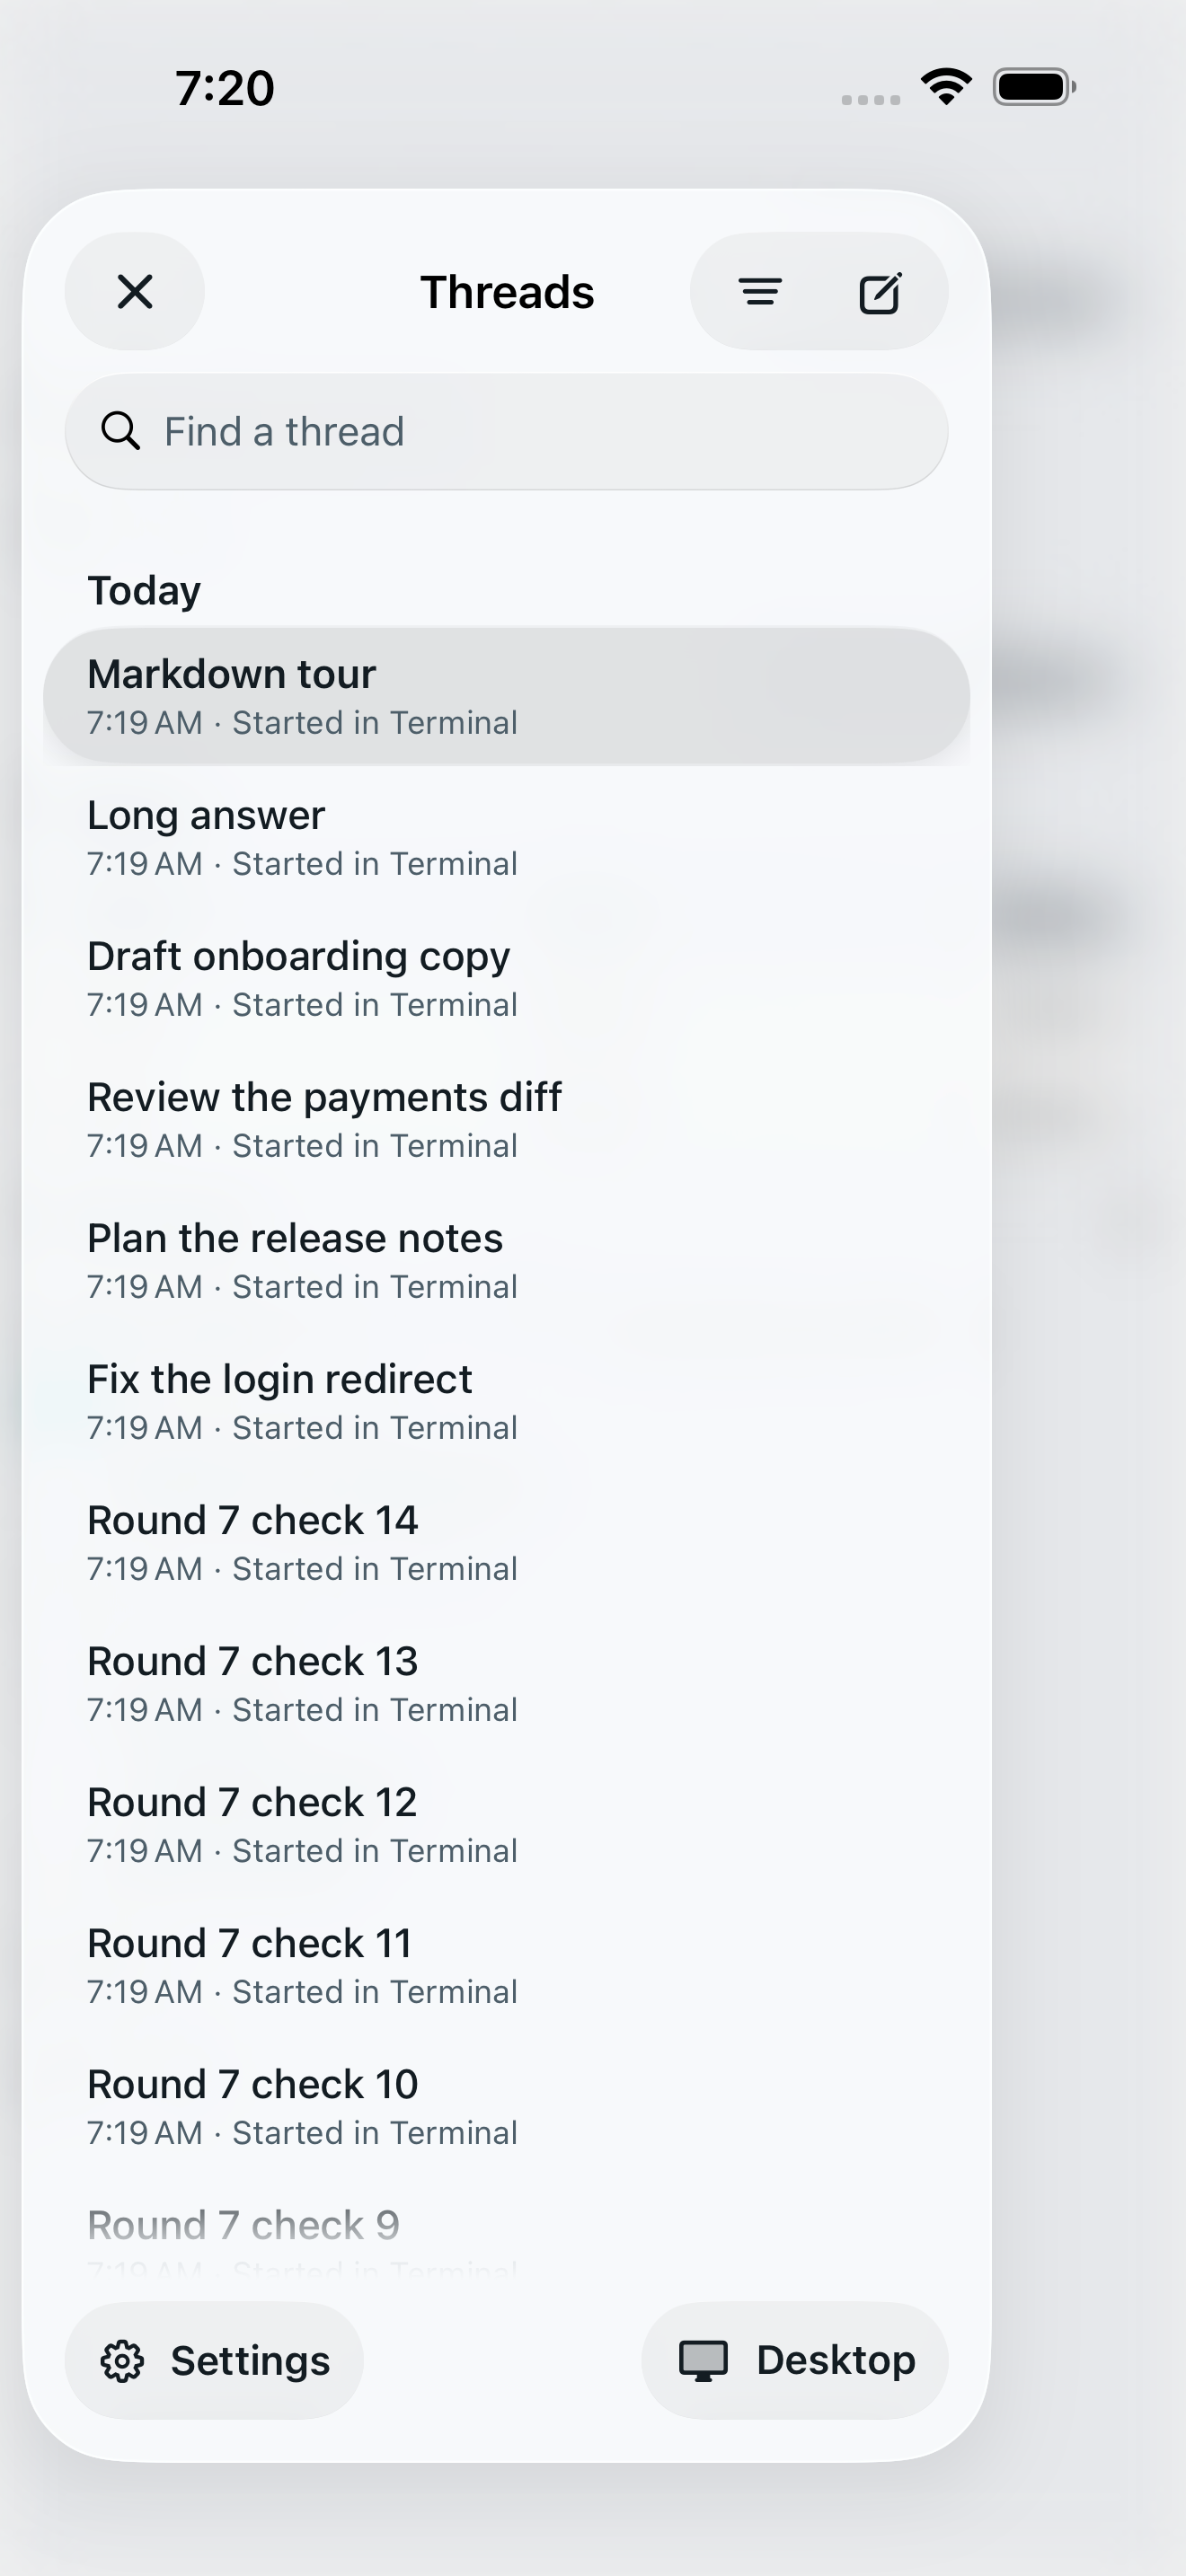 7:20
Threads
Find a thread
Today
Markdown tour
7:19 AM · Started in Terminal
Long answer
7:19 AM · Started in Terminal
Draft onboarding copy
7:19 AM · Started in Terminal
Review the payments diff
7:19 AM · Started in Terminal
Plan the release notes
7:19 AM · Started in Terminal
Fix the login redirect
7:19 AM · Started in Terminal
Round 7 check 14
7:19 AM · Started in Terminal
Round 7 check 13
7:19 AM · Started in Terminal
Round 7 check 12
7:19 AM · Started in Terminal
Round 7 check 11
7:19 AM · Started in Terminal
Round 7 check 10
7:19 AM · Started in Terminal
Round 7 check 9
7:19 AM · Started in Terminal
Settings
Desktop